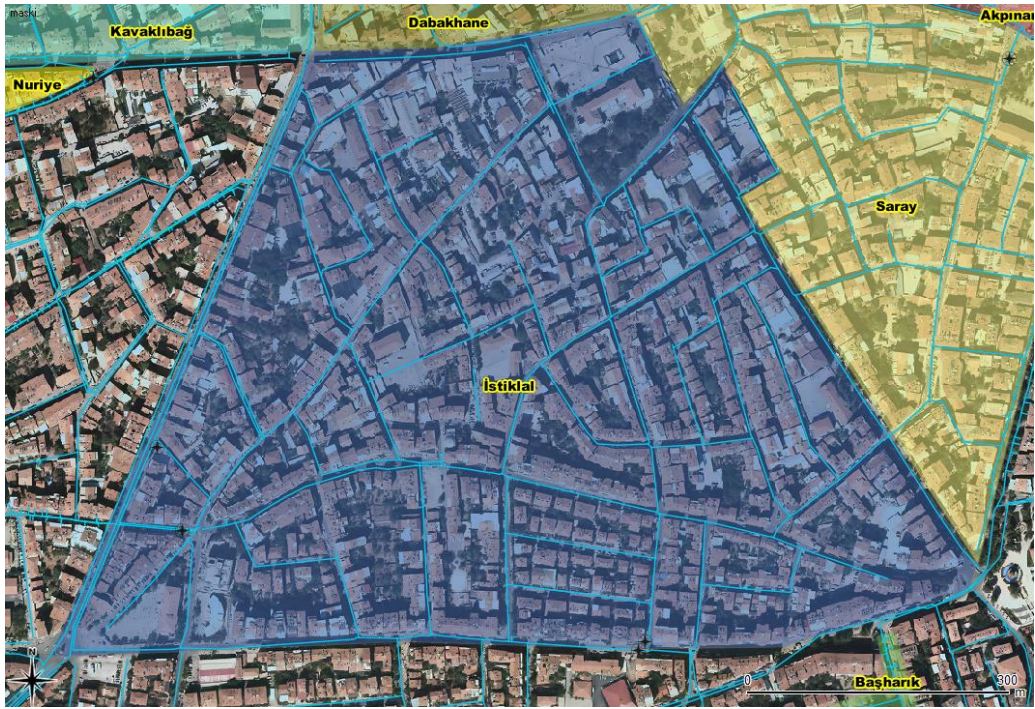 maski
Kavaklıbağ
Dabakhane
Akpınar
Nuriye
Saray
İstiklal
Başharık
N
0
300
m